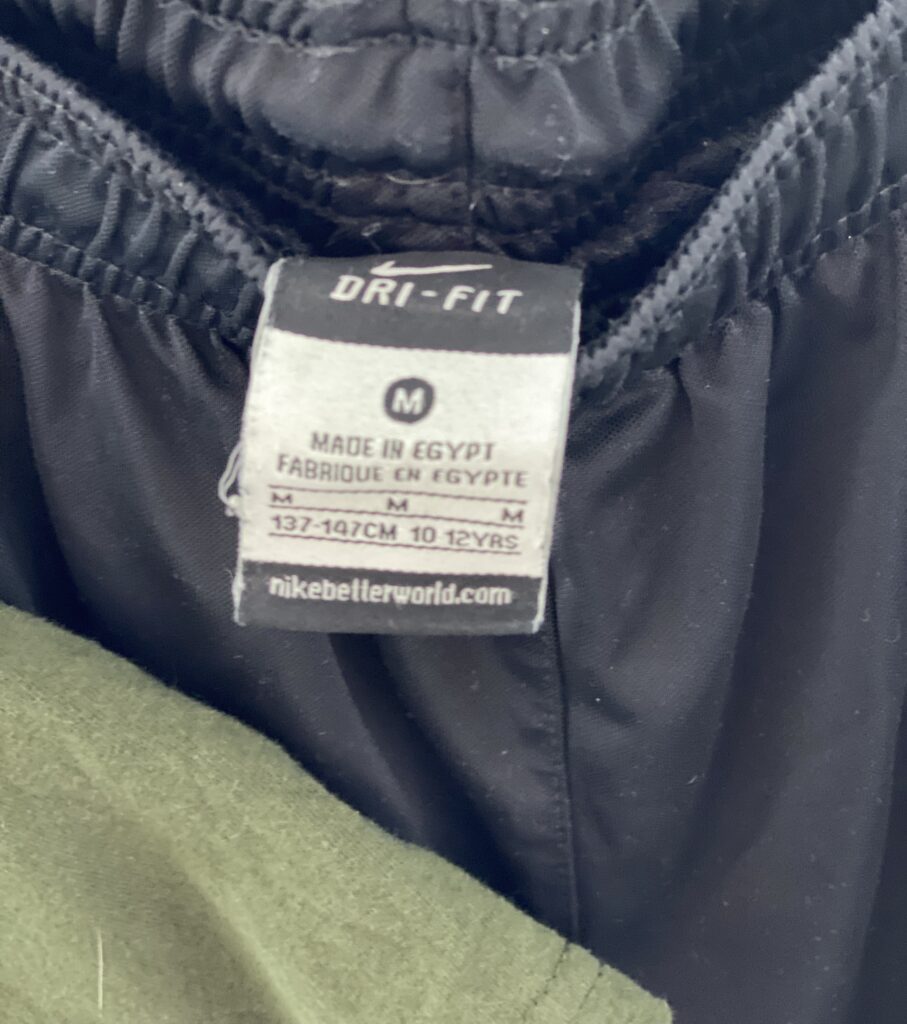 DRI-FIT
M
MADE IN EGYPT
FABRIQUE EN EGYPTE
M M M
137-147CM 10-12YRS
nikebetterworld.com